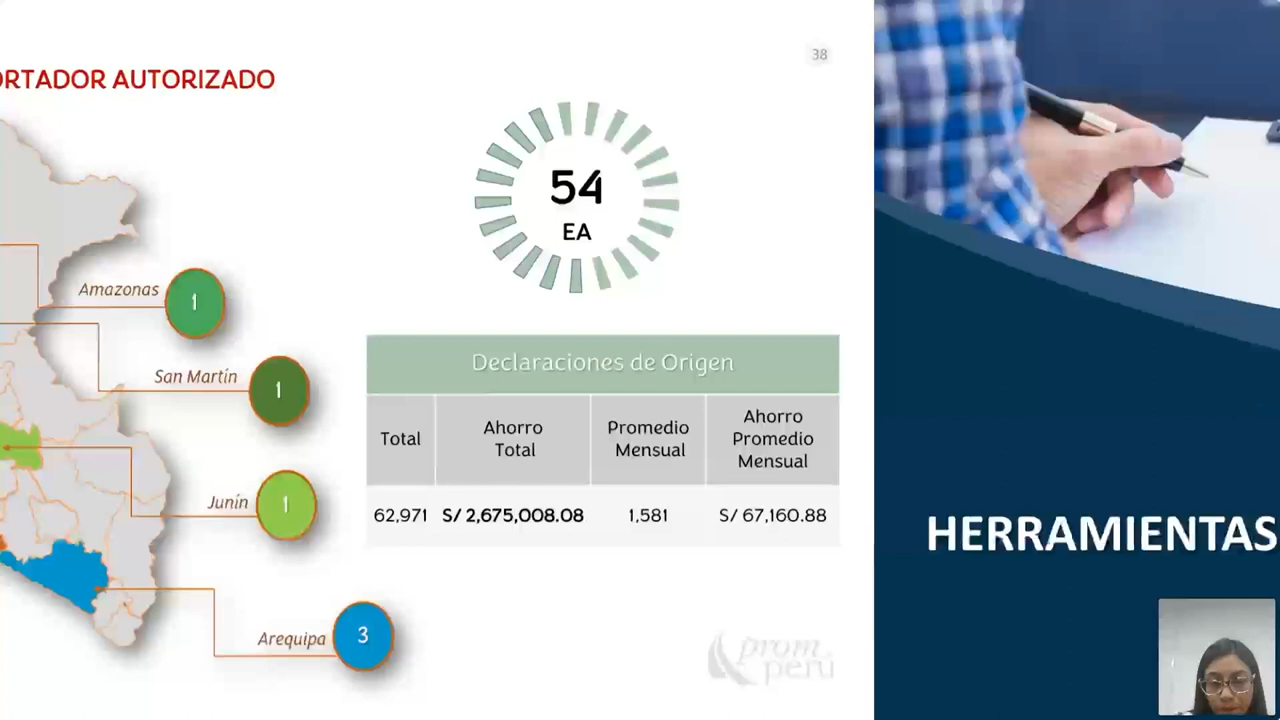 38
ORTADOR AUTORIZADO
54
EA
Amazonas
1
San Martín
1
Junín
1
Arequipa
3
Declaraciones de Origen
Total
Ahorro
Total
Promedio
Mensual
Ahorro
Promedio
Mensual
62,971
S/ 2,675,008.08
1,581
S/ 67,160.88
prom
perú
HERRAMIENTAS